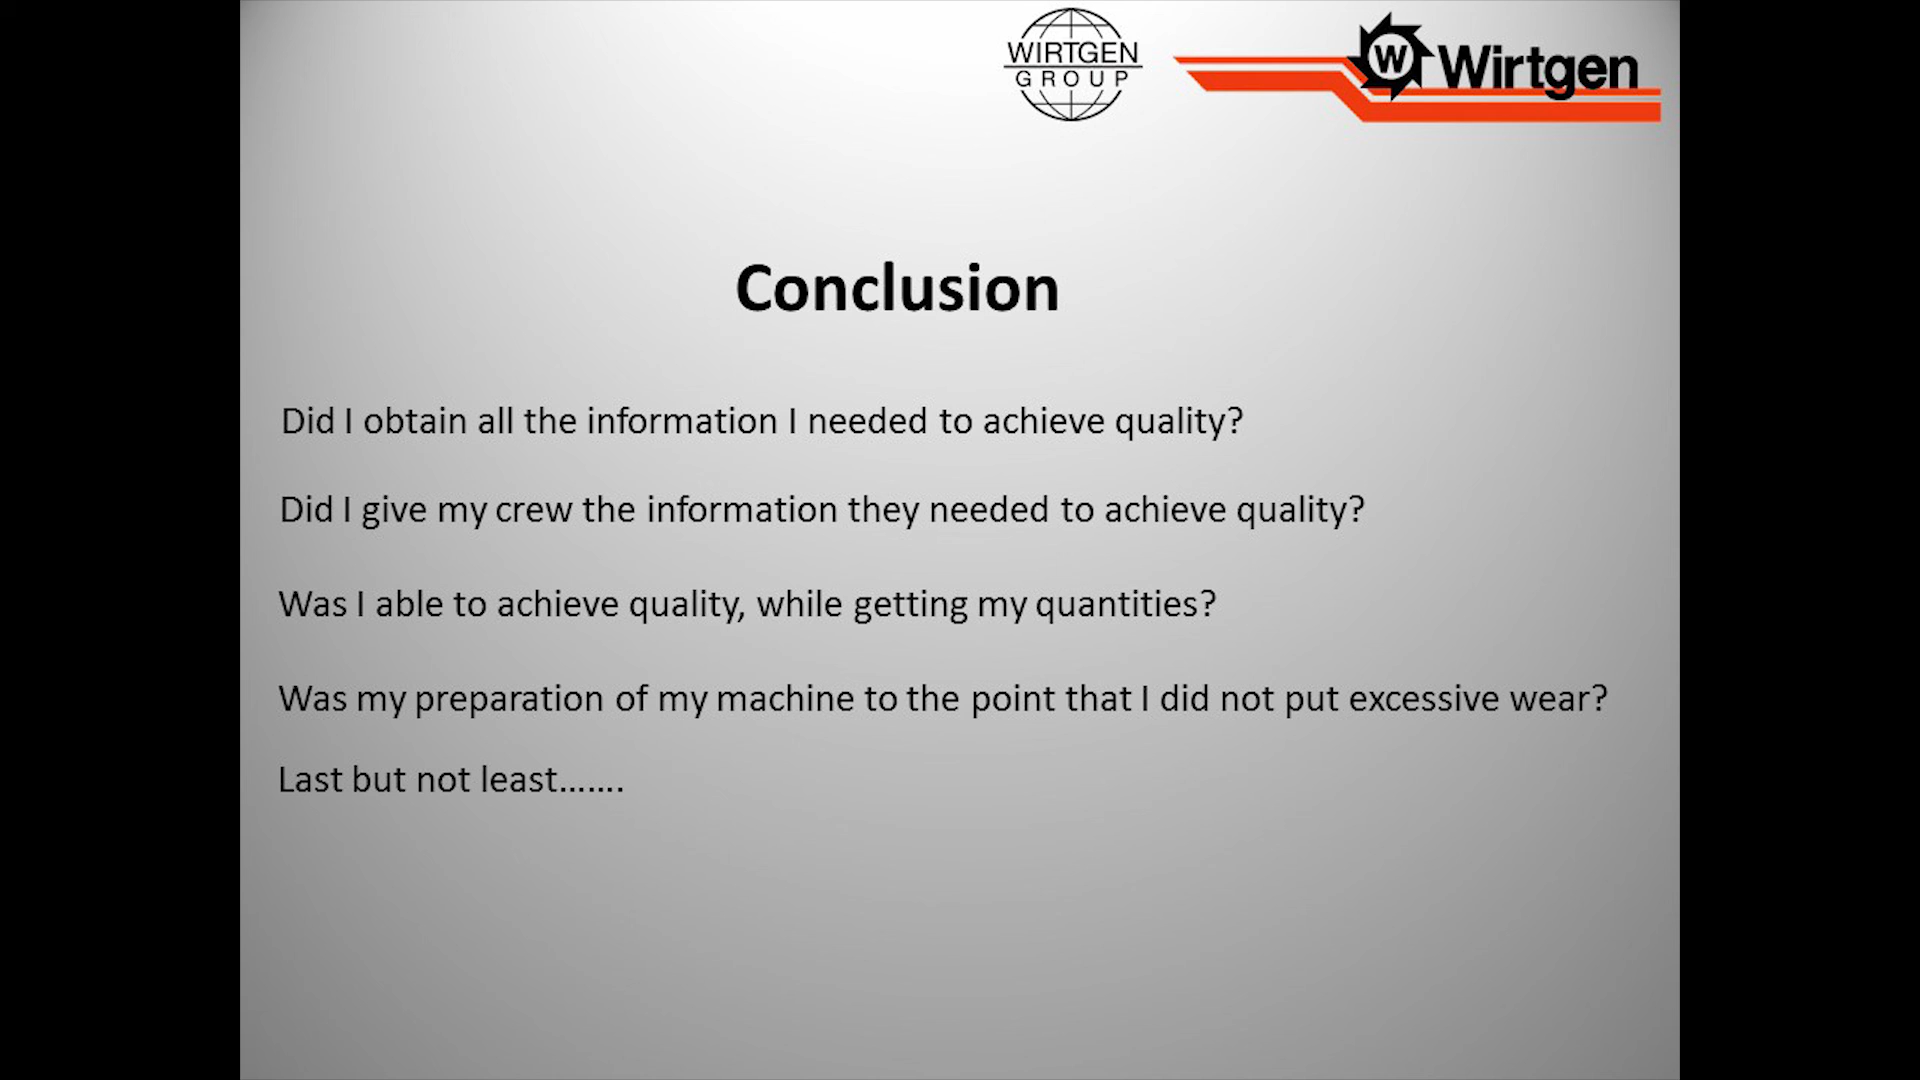 WIRTGEN
GROUP
W Wirtgen
Conclusion
Did I obtain all the information I needed to achieve quality?
Did I give my crew the information they needed to achieve quality?
Was I able to achieve quality, while getting my quantities?
Was my preparation of my machine to the point that I did not put excessive wear?
Last but not least…….